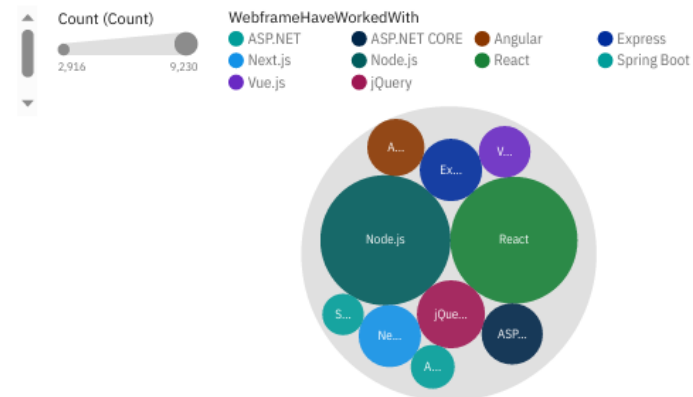 Count (Count)
2,916 9,230
WebframeHaveWorkedWith
ASP.NET ASP.NET CORE Angular Express
Next.js Node.js React Spring Boot
Vue.js jQuery
A...
Ex...
V...
Node.js
React
S...
Ne...
jQue...
ASP...
A...